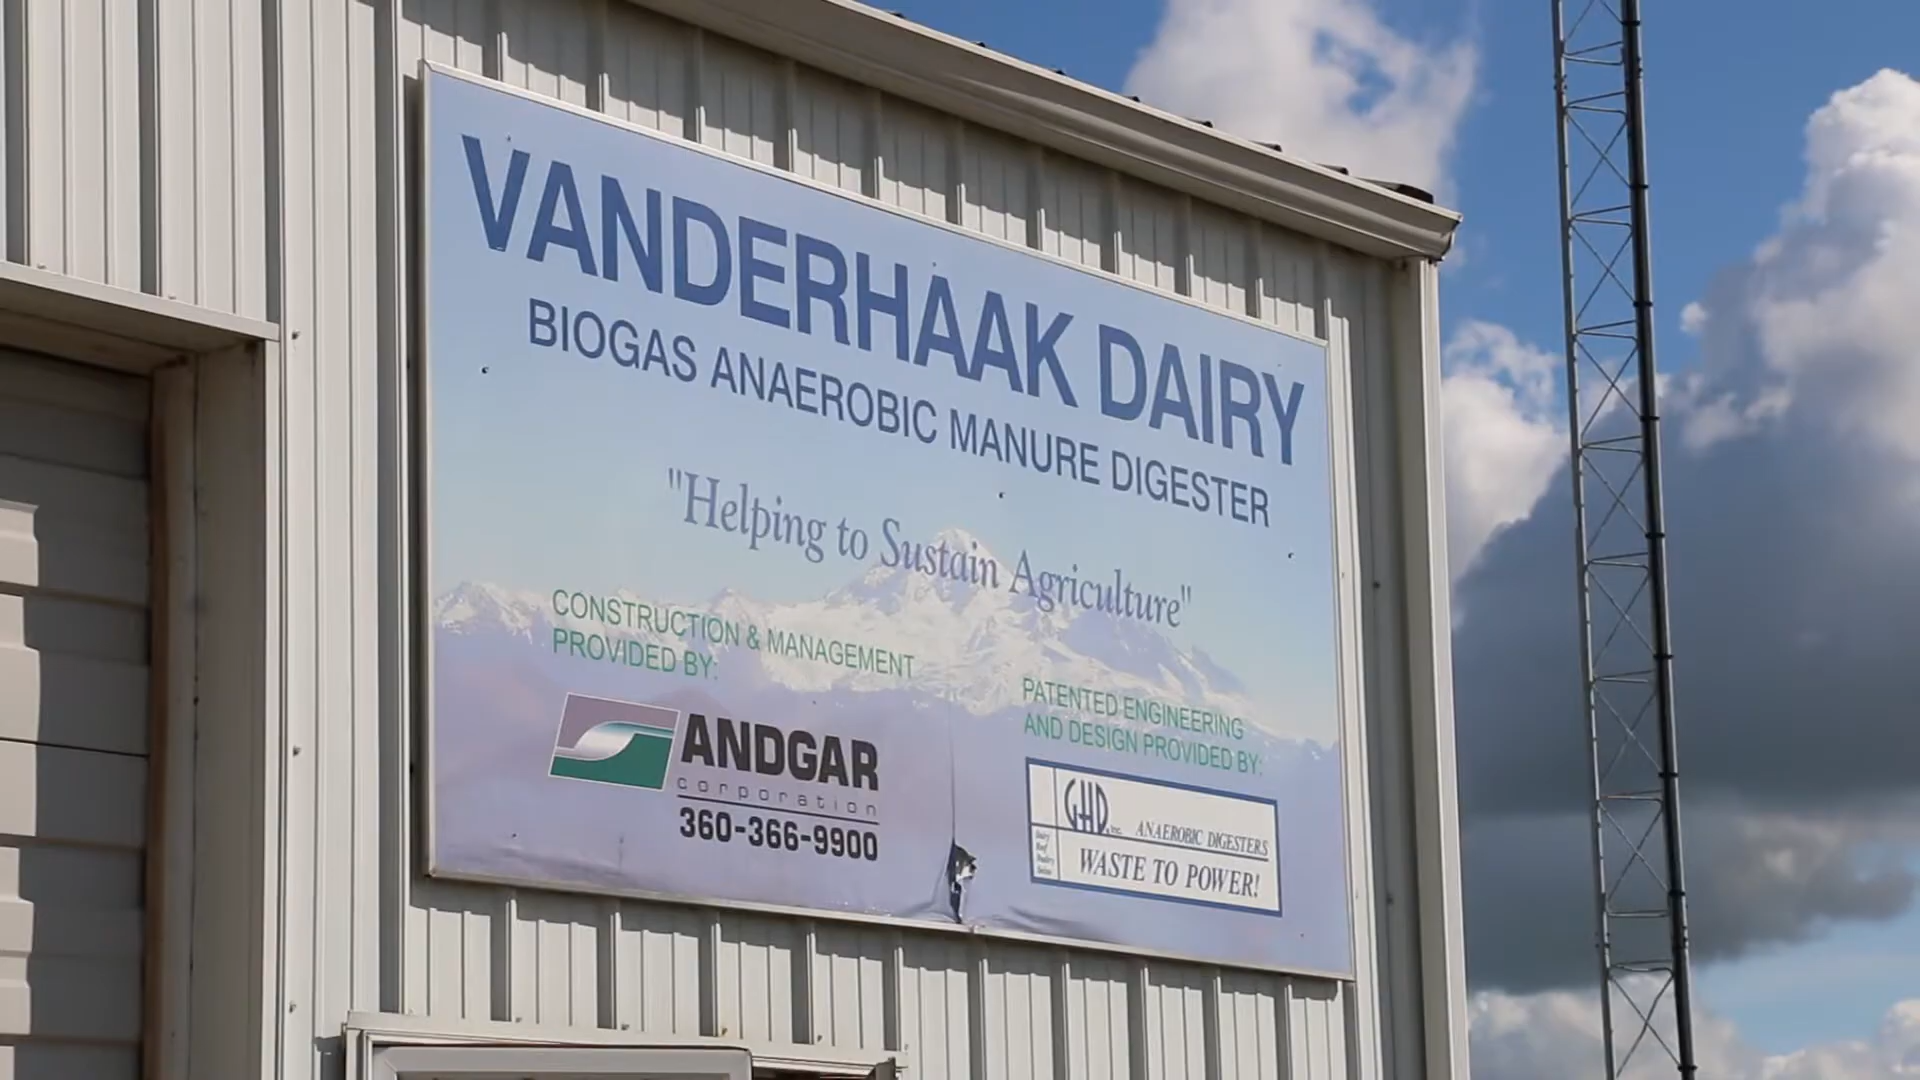 VANDERHAAK DAIRY
BIOGAS ANAEROBIC MANURE DIGESTER
"Helping to Sustain Agriculture"
CONSTRUCTION & MANAGEMENT
PROVIDED BY:
ANDGAR
corporation
360-366-9900
PATENTED ENGINEERING
AND DESIGN PROVIDED BY:
GHD, Inc.
ANAEROBIC DIGESTERS
WASTE TO POWER!